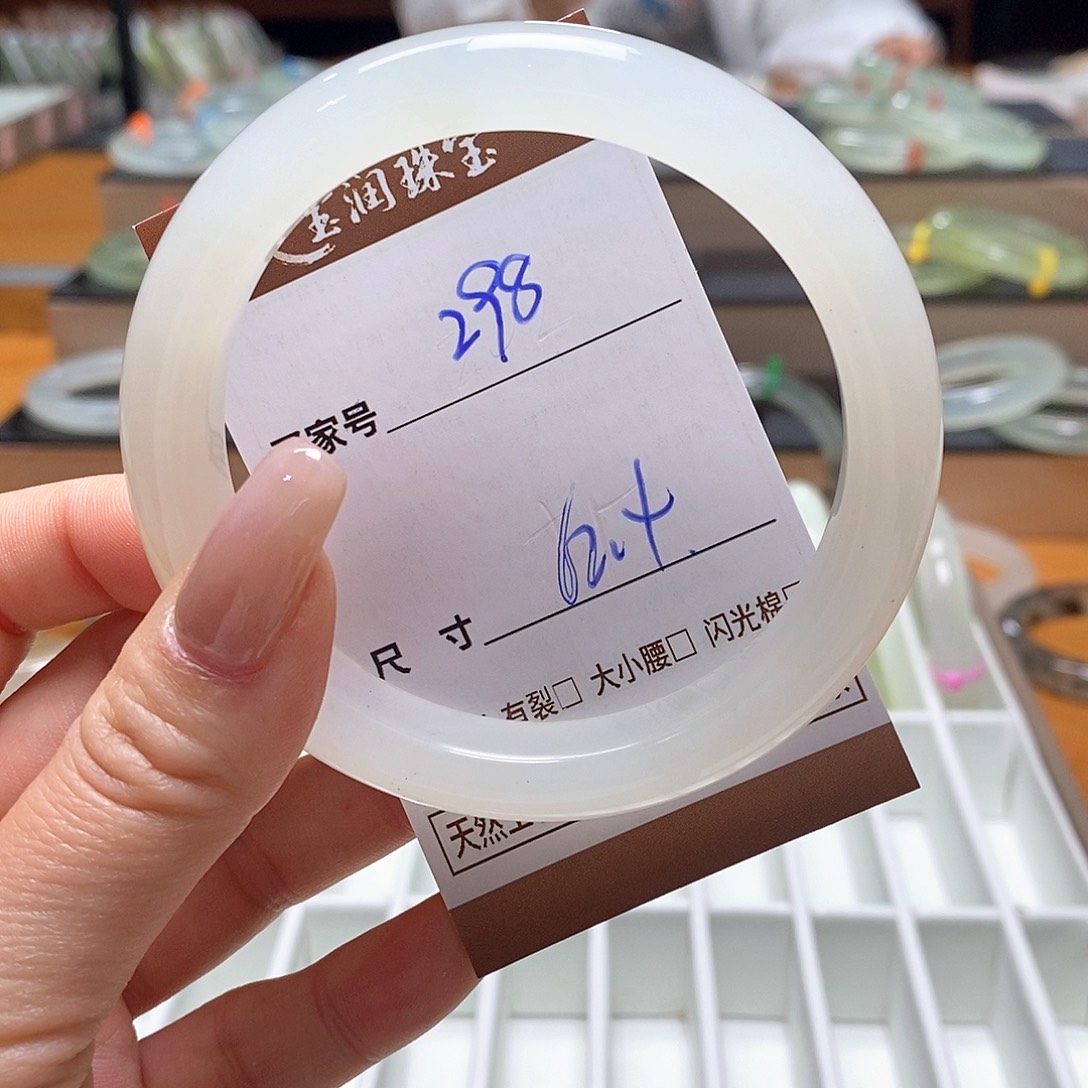 玉润珠宝
298
家号
尺 寸
62.4
有裂□ 大小腰□ 闪光棉□
天然